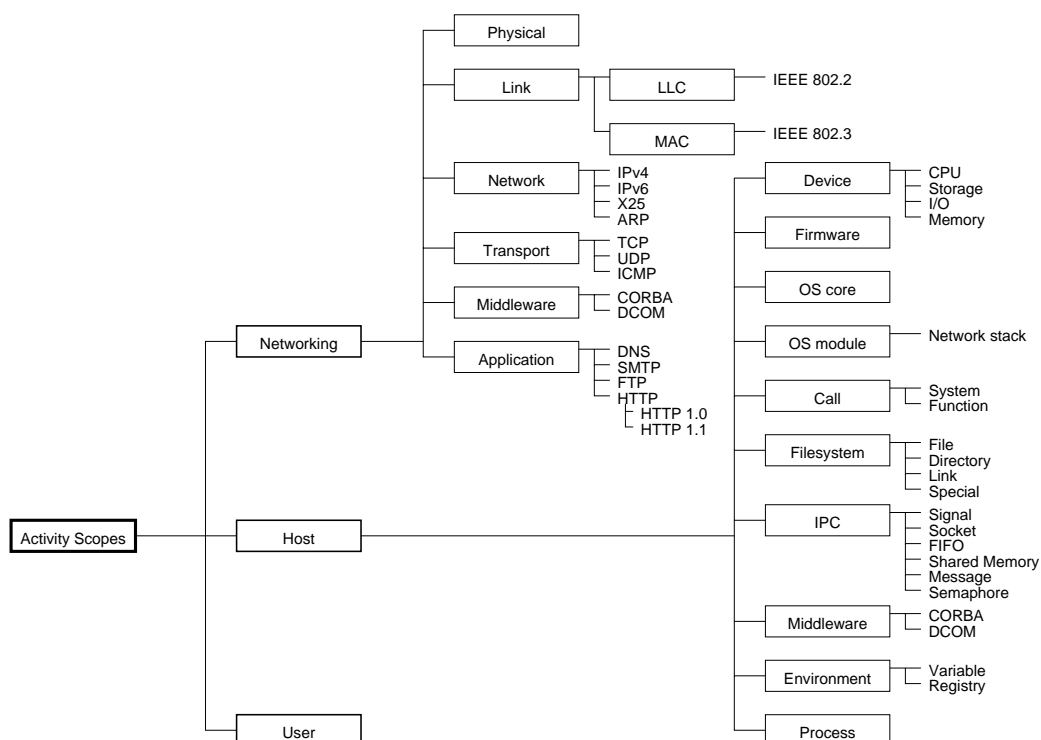 Physical
Link
LLC
IEEE 802.2
MAC
IEEE 802.3
Network
IPv4
IPv6
X25
ARP
Transport
TCP
UDP
ICMP
Middleware
CORBA
DCOM
Networking
Application
DNS
SMTP
FTP
HTTP
HTTP 1.0
HTTP 1.1
Device
CPU
Storage
I/O
Memory
Firmware
OS core
OS module
Network stack
Call
System
Function
Filesystem
File
Directory
Link
Special
Activity Scopes
Host
IPC
Signal
Socket
FIFO
Shared Memory
Message
Semaphore
Middleware
CORBA
DCOM
Environment
Variable
Registry
User
Process